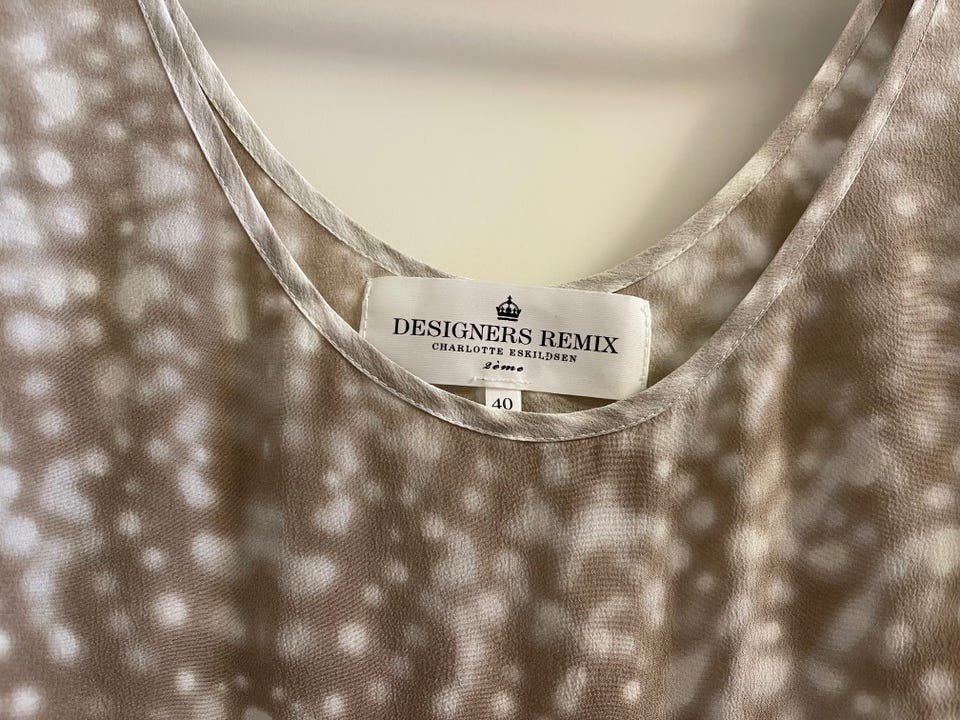 DESIGNERS REMIX
CHARLOTTE ESKILDSEN
2ème
40